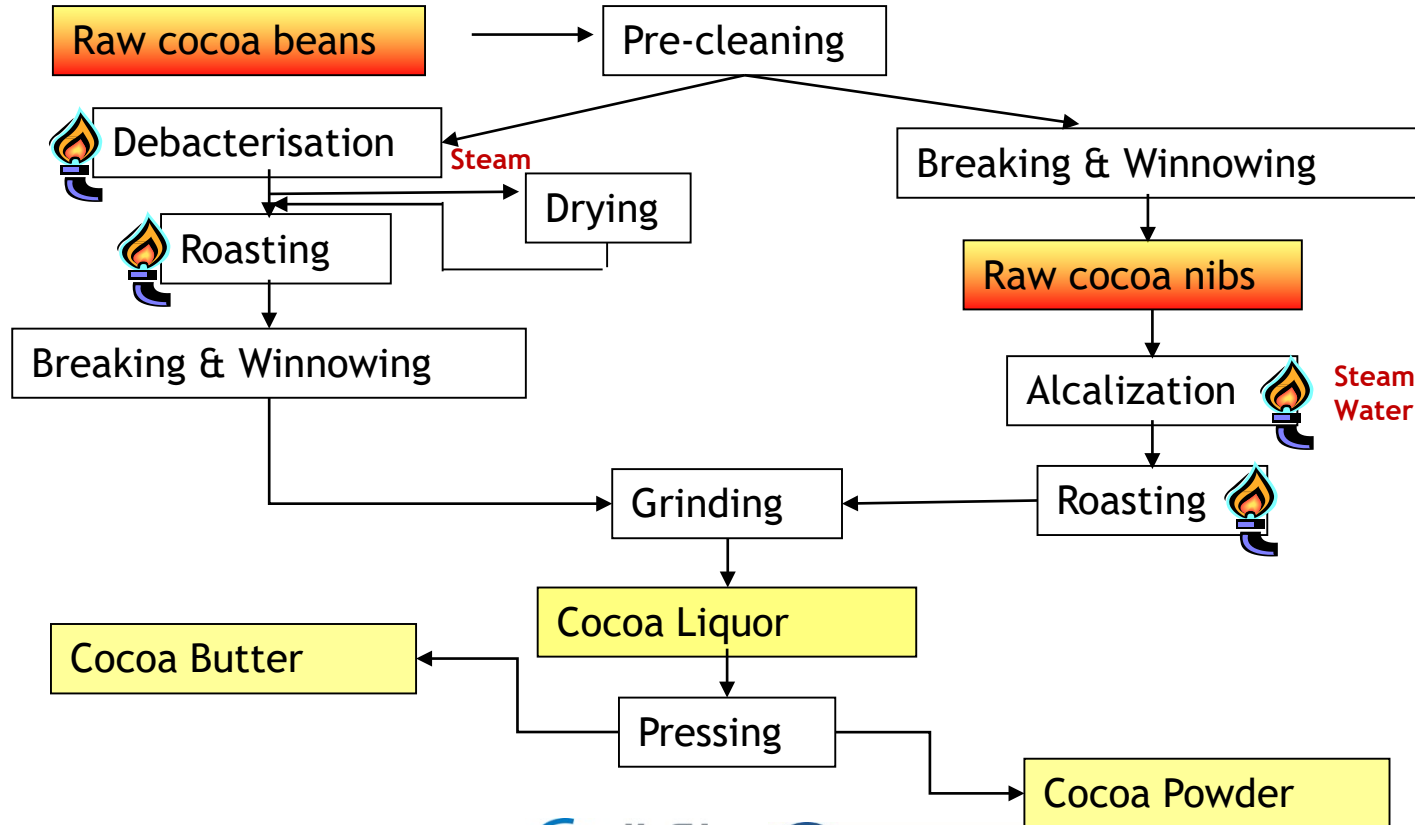 Raw cocoa beans
Pre-cleaning
Debacterisation
Steam
Breaking & Winnowing
Drying
Roasting
Raw cocoa nibs
Breaking & Winnowing
Alcalization
Steam
Water
Grinding
Roasting
Cocoa Liquor
Cocoa Butter
Pressing
Cocoa Powder